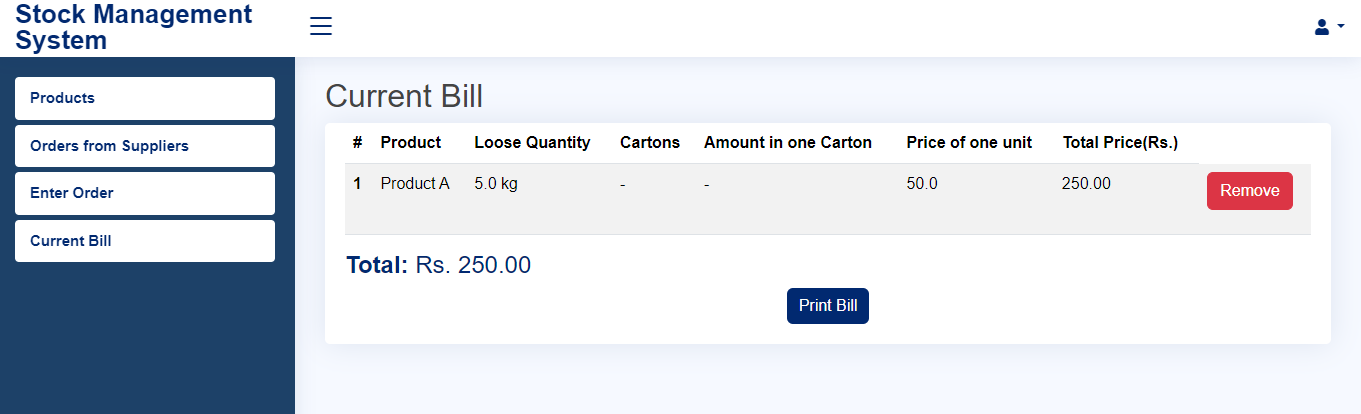 Stock Management
System
Products
Orders from Suppliers
Enter Order
Current Bill
Current Bill
# Product Loose Quantity Cartons Amount in one Carton Price of one unit Total Price(Rs.)
1 Product A 5.0 kg - - 50.0 250.00 Remove
Total: Rs. 250.00
Print Bill